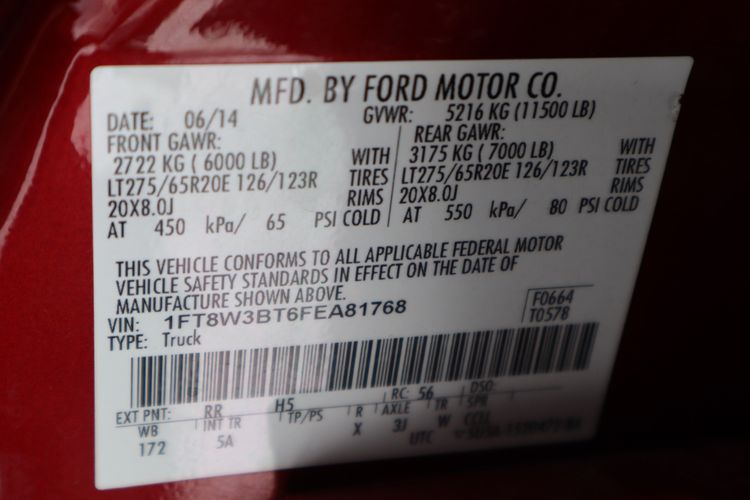 MFD. BY FORD MOTOR CO.
DATE: 06/14 GVWR: 5216 KG (11500 LB)
FRONT GAWR: REAR GAWR:
2722 KG ( 6000 LB) WITH 3175 KG ( 7000 LB) WITH
LT275/65R20E 126/123R TIRES LT275/65R20E 126/123R TIRES
20X8.0J RIMS 20X8.0J RIMS
AT 450 kPa/ 65 PSI COLD AT 550 kPa/ 80 PSI COLD
THIS VEHICLE CONFORMS TO ALL APPLICABLE FEDERAL MOTOR
VEHICLE SAFETY STANDARDS IN EFFECT ON THE DATE OF
MANUFACTURE SHOWN ABOVE.
F0664
VIN: 1FT8W3BT6FEA81768
T0578
TYPE: Truck
EXT PNT: RR H5 RC: 56 DSO:
WB INT TR TP/PS R AXLE TR SPR
172 5A X 3J W
UTC